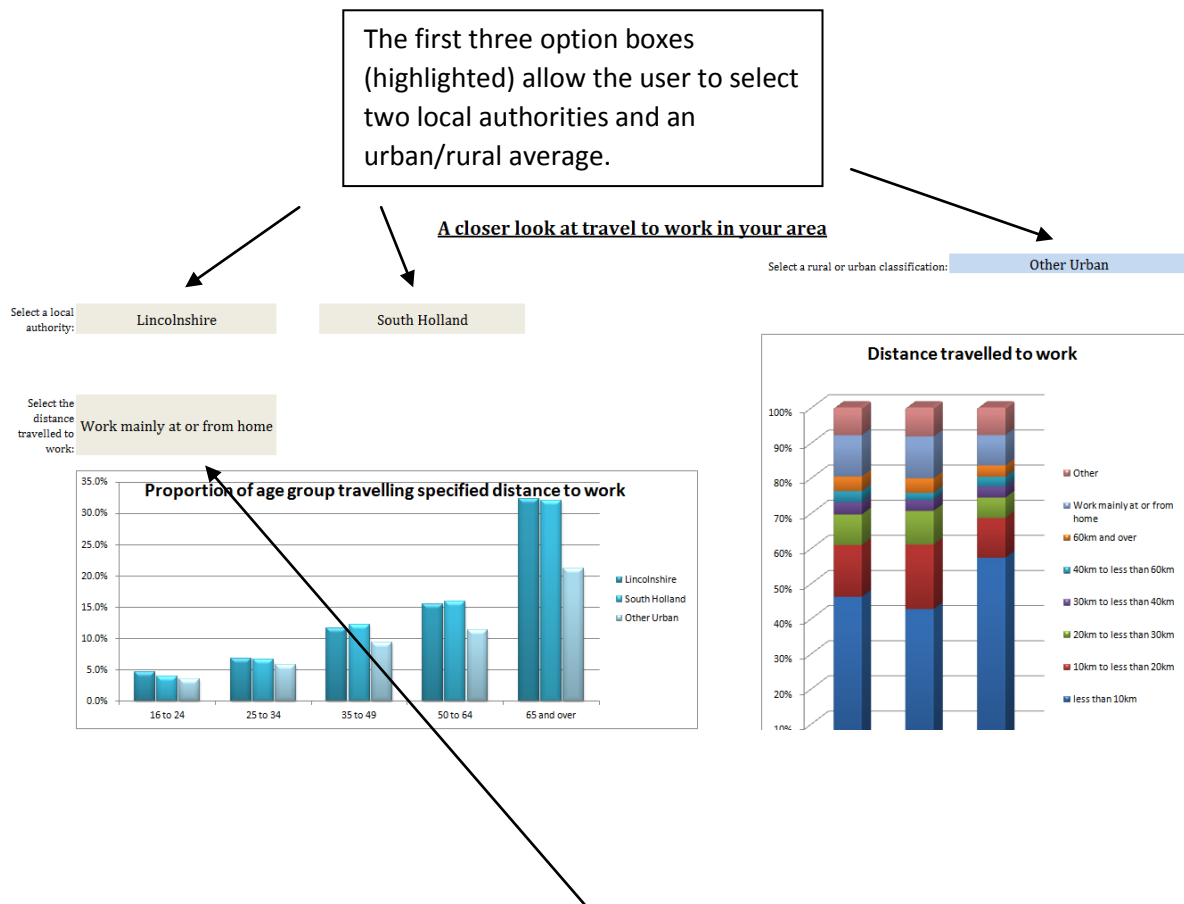 The first three option boxes
(highlighted) allow the user to select
two local authorities and an
urban/rural average.
A closer look at travel to work in your area
Select a rural or urban classification:
Other Urban
Select a local
authority:
Lincolnshire
South Holland
Select the
distance
travelled to
work:
Work mainly at or from home
Proportion of age group travelling specified distance to work
35.0%
30.0%
25.0%
20.0%
15.0%
10.0%
5.0%
0.0%
16 to 24
25 to 34
35 to 49
50 to 64
65 and over
Lincolnshire
South Holland
Other Urban
Distance travelled to work
100%
90%
80%
70%
60%
50%
40%
30%
20%
10%
Other
Work mainly at or from
home
60km and over
40km to less than 60km
30km to less than 40km
20km to less than 30km
10km to less than 20km
less than 10km